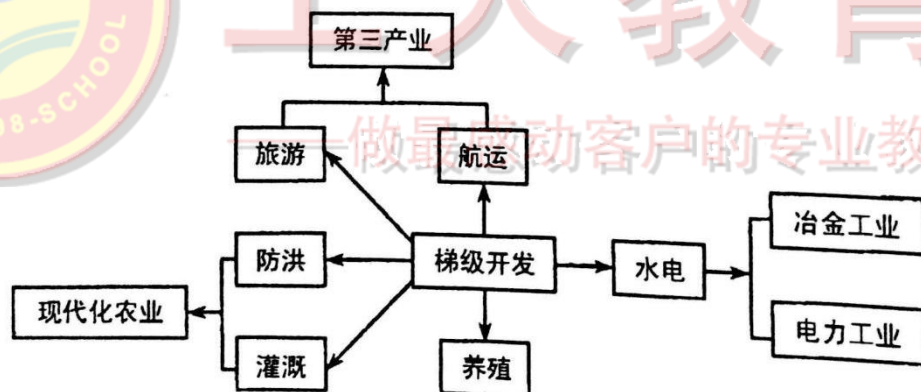 第三产业
98-SCHOOL
——做最感动客户的专业教
旅游
航运
冶金工业
防洪
梯级开发
水电
现代化农业
电力工业
灌溉
养殖